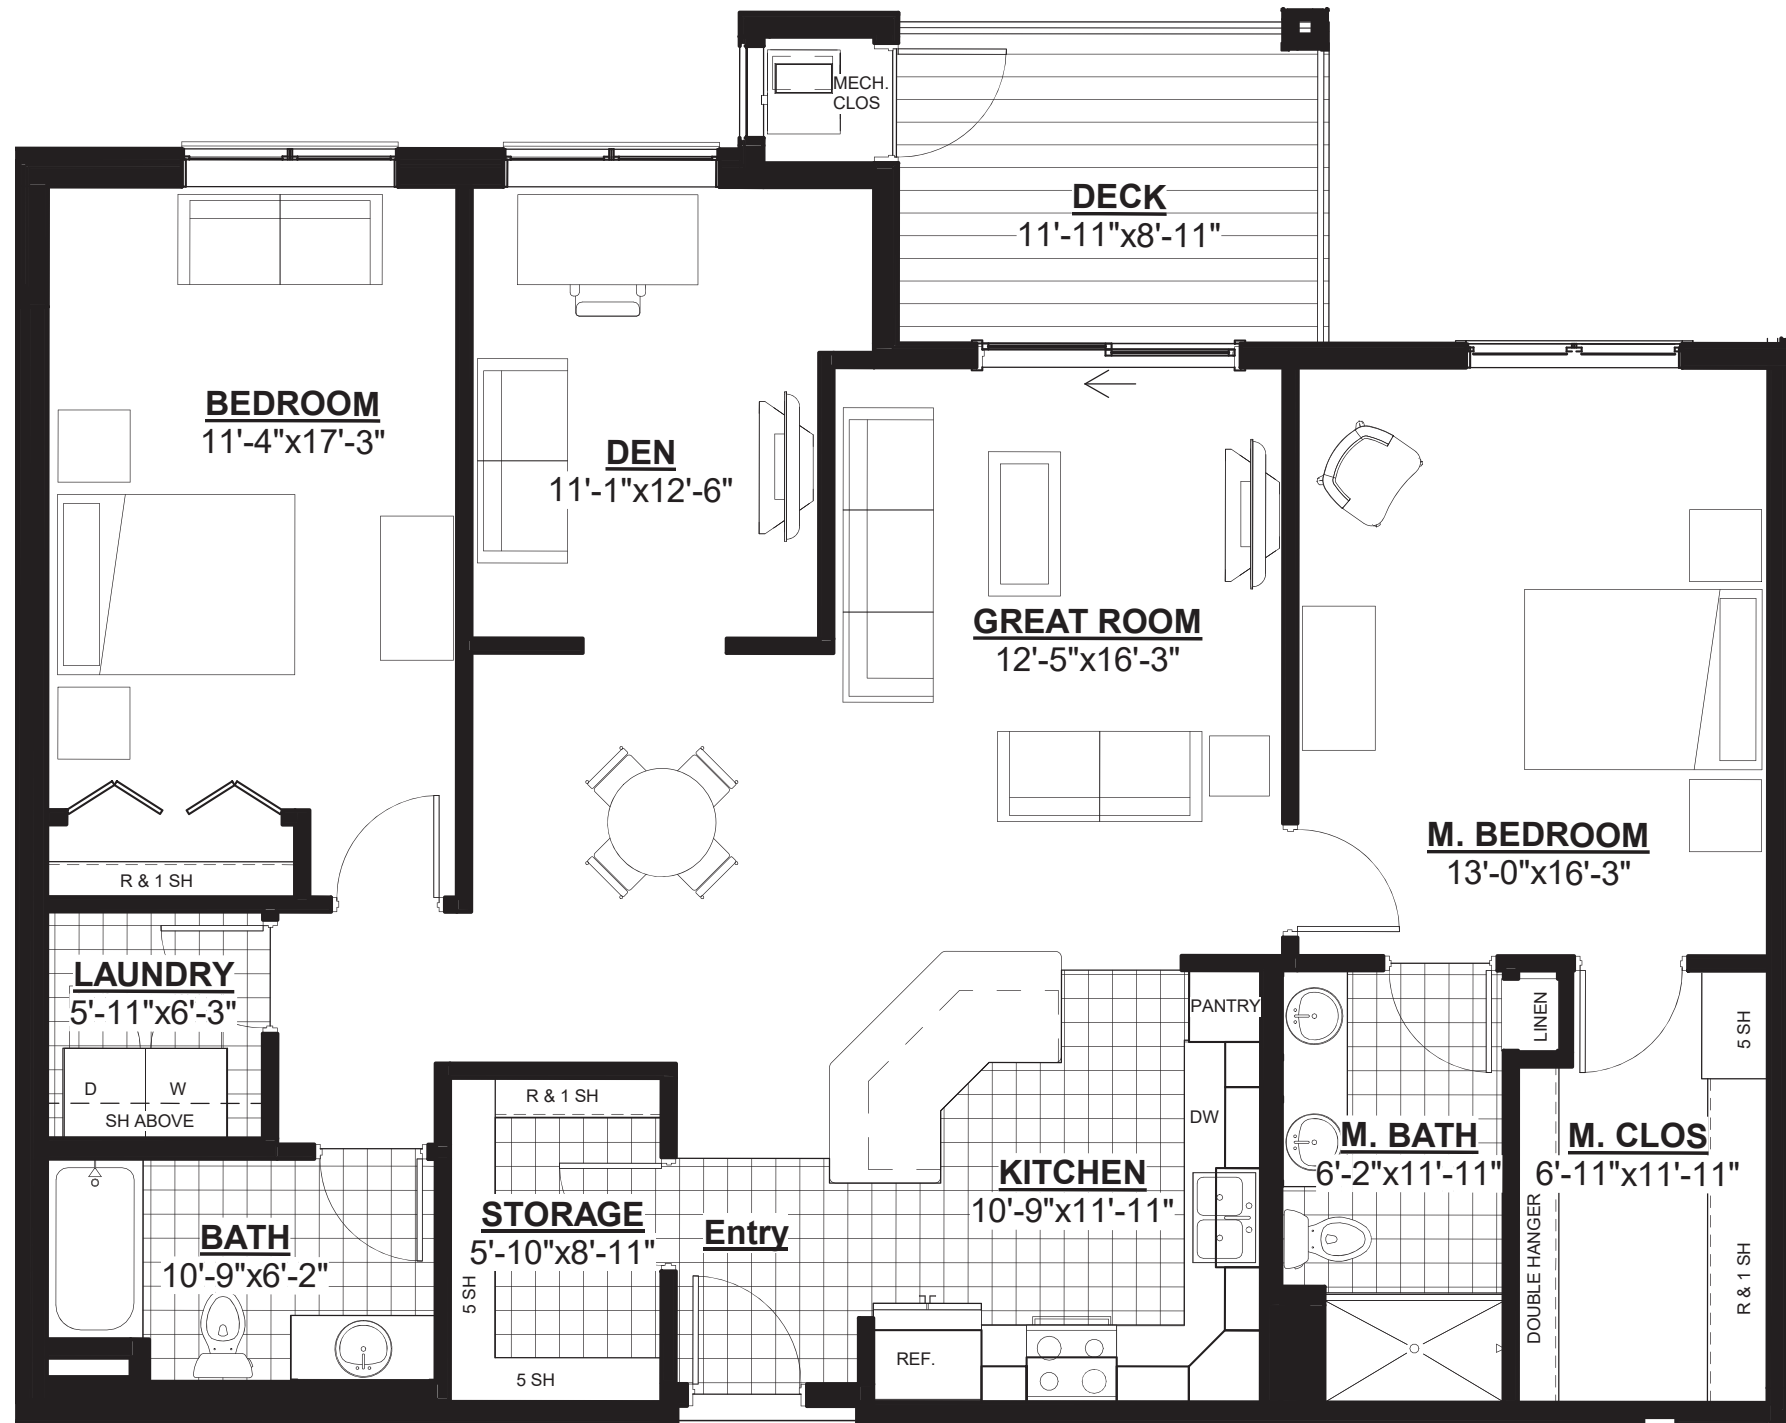 MECH.
CLOS
DECK
11'-11"x8'-11"
BEDROOM
11'-4"x17'-3"
DEN
11'-1"x12'-6"
GREAT ROOM
12'-5"x16'-3"
M. BEDROOM
13'-0"x16'-3"
R & 1 SH
LAUNDRY
5'-11"x6'-3"
D
W
SH ABOVE
PANTRY
LINEN
5 SH
R & 1 SH
DW
M. BATH
6'-2"x11'-11"
M. CLOS
6'-11"x11'-11"
KITCHEN
10'-9"x11'-11"
STORAGE
5'-10"x8'-11"
Entry
BATH
10'-9"x6'-2"
5 SH
DOUBLE HANGER
R & 1 SH
REF.
5 SH